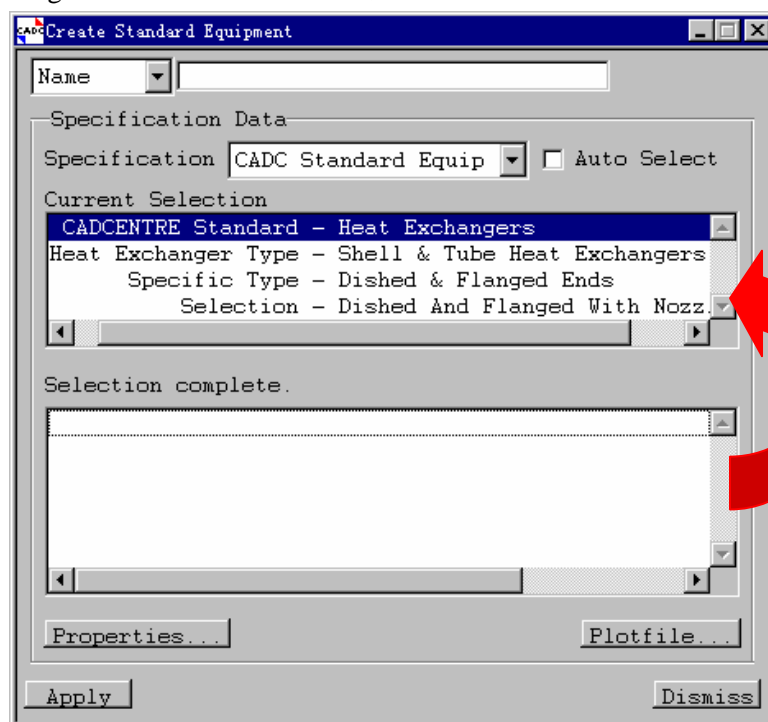 CADC Create Standard Equipment
Name
Specification Data
Specification CADC Standard Equip Auto Select
Current Selection
CADCENTRE Standard - Heat Exchangers
Heat Exchanger Type - Shell & Tube Heat Exchangers
Specific Type - Dished & Flanged Ends
Selection - Dished And Flanged With Nozz
Selection complete.
Properties... Plotfile...
Apply Dismiss